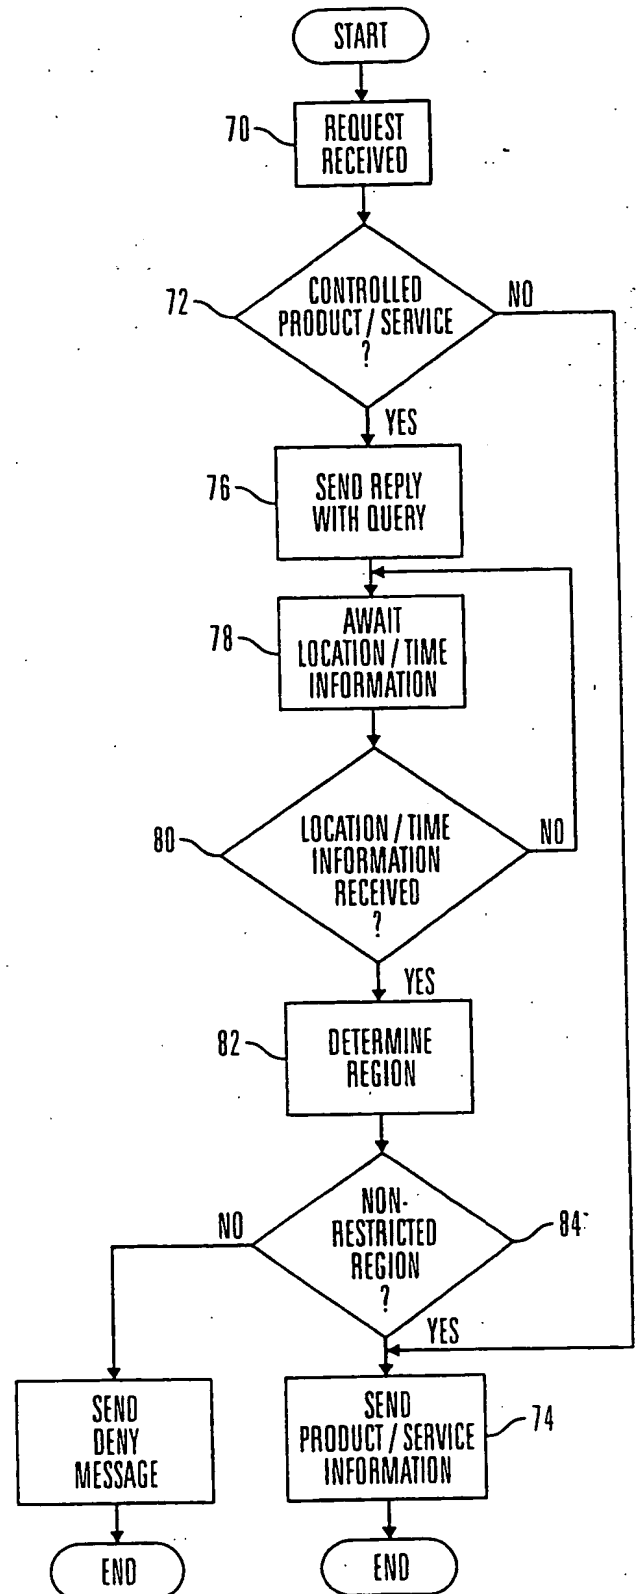 START
70
REQUEST
RECEIVED
72
CONTROLLED
PRODUCT / SERVICE
?
NO
YES
76
SEND REPLY
WITH QUERY
78
AWAIT
LOCATION / TIME
INFORMATION
80
LOCATION / TIME
INFORMATION
RECEIVED
?
NO
YES
82
DETERMINE
REGION
NO
NON-
RESTRICTED
REGION
?
84
YES
SEND
DENY
MESSAGE
SEND
PRODUCT / SERVICE
INFORMATION
74
END
END